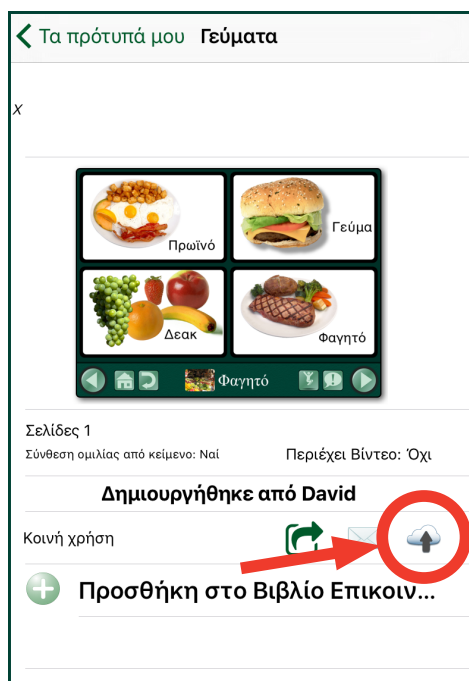 Τα πρότυπά μου Γεύματα
x
Πρωϊνό
Γεύμα
Δεακ
Φαγητό
Φαγητό
Σελίδες 1
Σύνθεση ομιλίας από κείμενο: Ναί
Περιέχει Βίντεο: Όχι
Δημιουργήθηκε από David
Κοινή χρήση
Προσθήκη στο Βιβλίο Επικοιν...